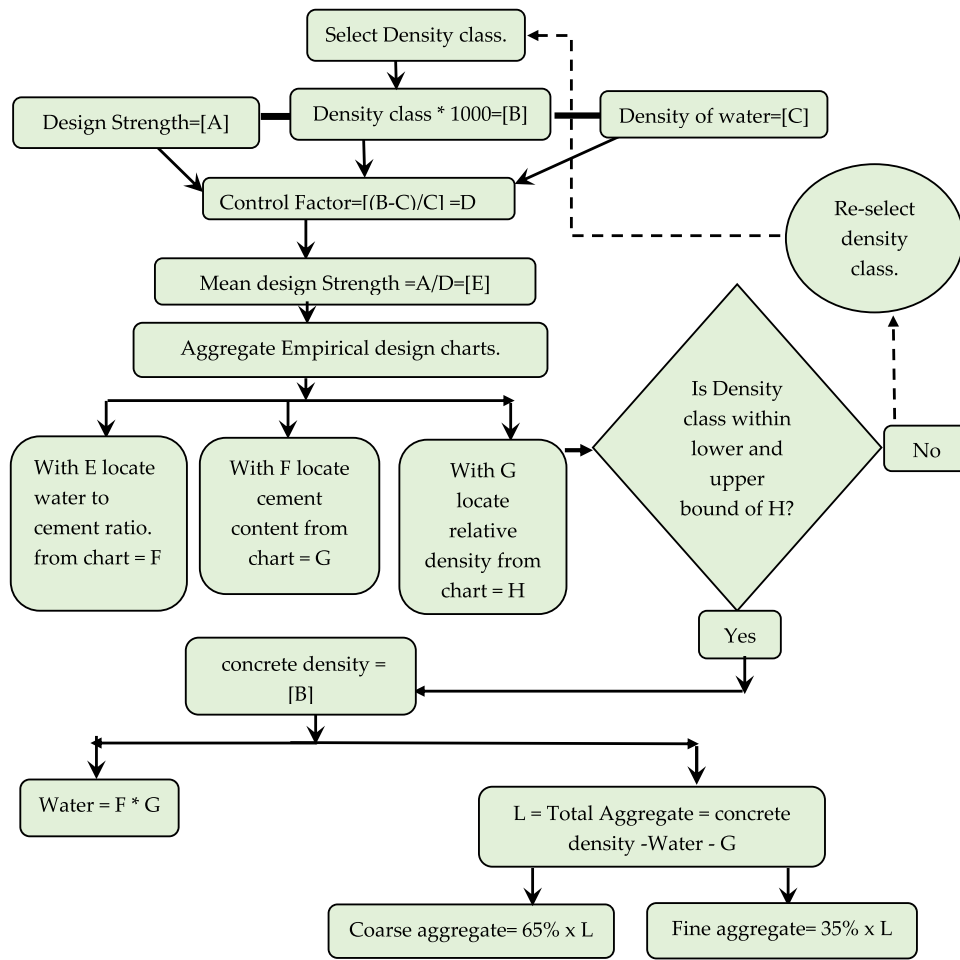 Select Density class.
Design Strength=[A]
Density class * 1000=[B]
Density of water=[C]
Control Factor=[(B-C)/C] =D
Re-select
density
class.
Mean design Strength =A/D=[E]
Aggregate Empirical design charts.
With E locate
water to
cement ratio.
from chart = F
With F locate
cement
content from
chart = G
With G
locate
relative
density from
chart = H
Is Density
class within
lower and
upper
bound of H?
No
Yes
concrete density =
[B]
Water = F * G
L = Total Aggregate = concrete
density -Water - G
Coarse aggregate= 65% x L
Fine aggregate= 35% x L